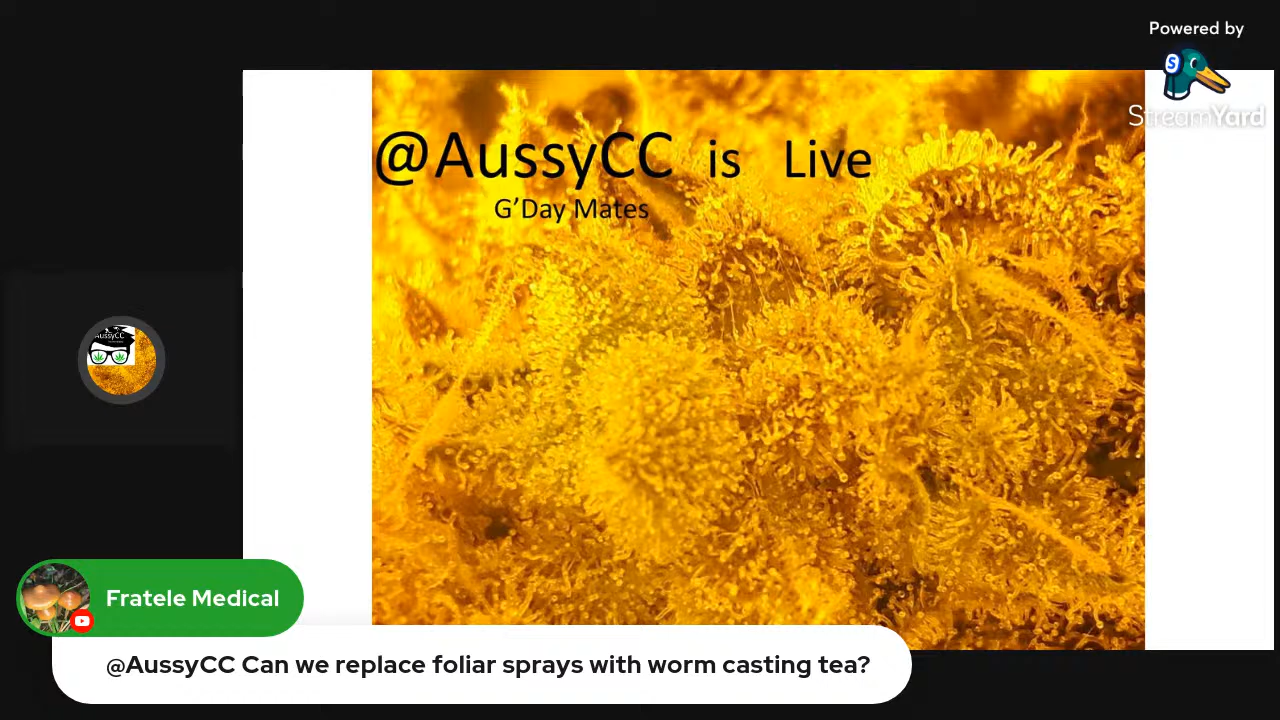 Powered by
S
StreamYard
@AussyCC is Live
G'Day Mates
AussyCC
Fratele Medical
@AussyCC Can we replace foliar sprays with worm casting tea?